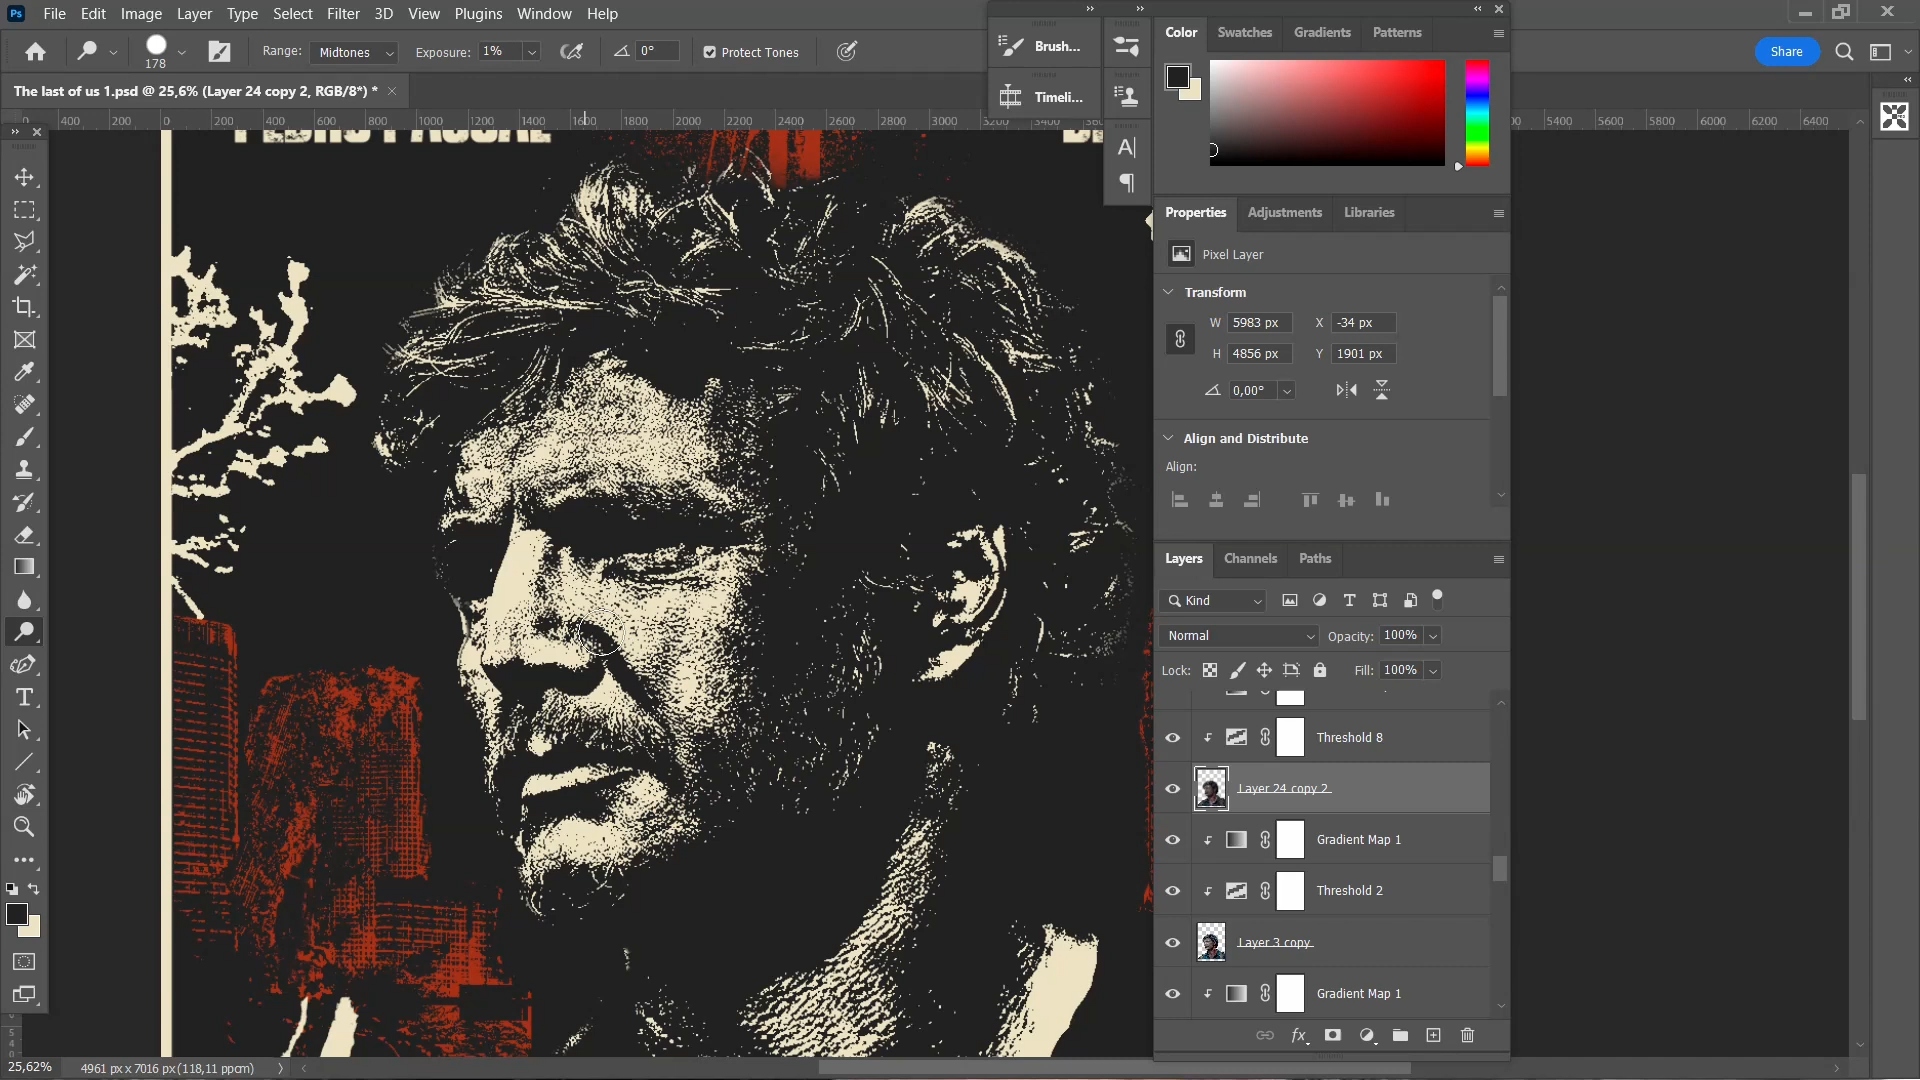 Ps File Edit Image Layer Type Select Filter 3D View Plugins Window Help
178 Range: Midtones Exposure: 1% 0° Protect Tones
Share
The last of us 1.psd @ 25,6% (Layer 24 copy 2, RGB/8*) *
0 400 200 0 200 400 600 800 1000 1200 1400 1600 1800 2000 2200 2400 2600 2800 3000 3200 3400 5400 5600 5800 6000 6200 6400
PEDRO PASCAL
Brush...
Timeli...
Color Swatches Gradients Patterns
Properties Adjustments Libraries
Pixel Layer
Transform
W 5983 px X -34 px
H 4856 px Y 1901 px
0,00°
Align and Distribute
Align:
Layers Channels Paths
Kind
Normal Opacity: 100%
Lock: Fill: 100%
Threshold 8
Layer 24 copy 2
Gradient Map 1
Threshold 2
Layer 3 copy
Gradient Map 1
25,62% 4961 px x 7016 px (118,11 ppcm)